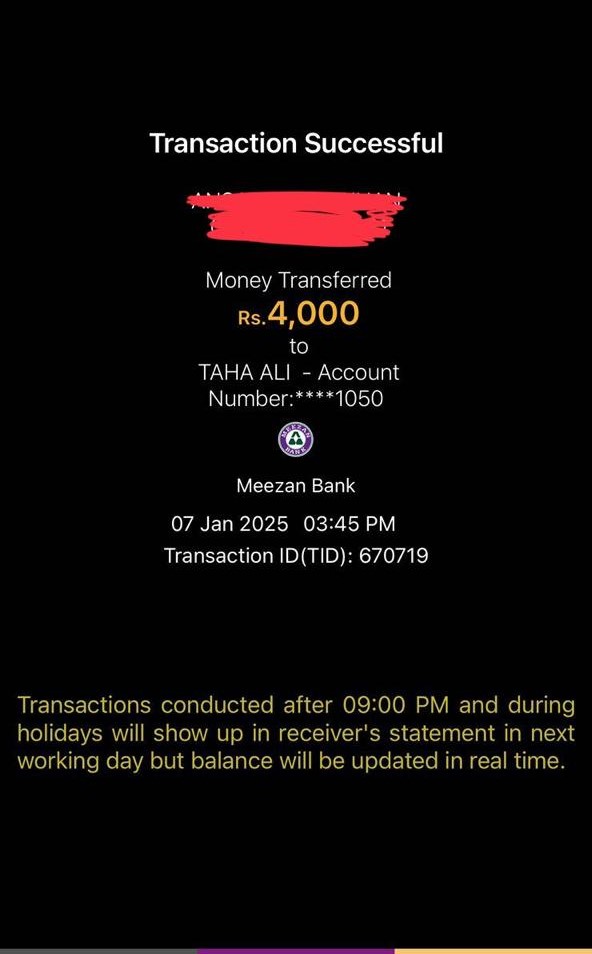 Transaction Successful
Money Transferred
Rs.4,000
to
TAHA ALI - Account
Number:****1050
MEEZAN BANK
Meezan Bank
07 Jan 2025 03:45 PM
Transaction ID(TID): 670719
Transactions conducted after 09:00 PM and during
holidays will show up in receiver's statement in next
working day but balance will be updated in real time.